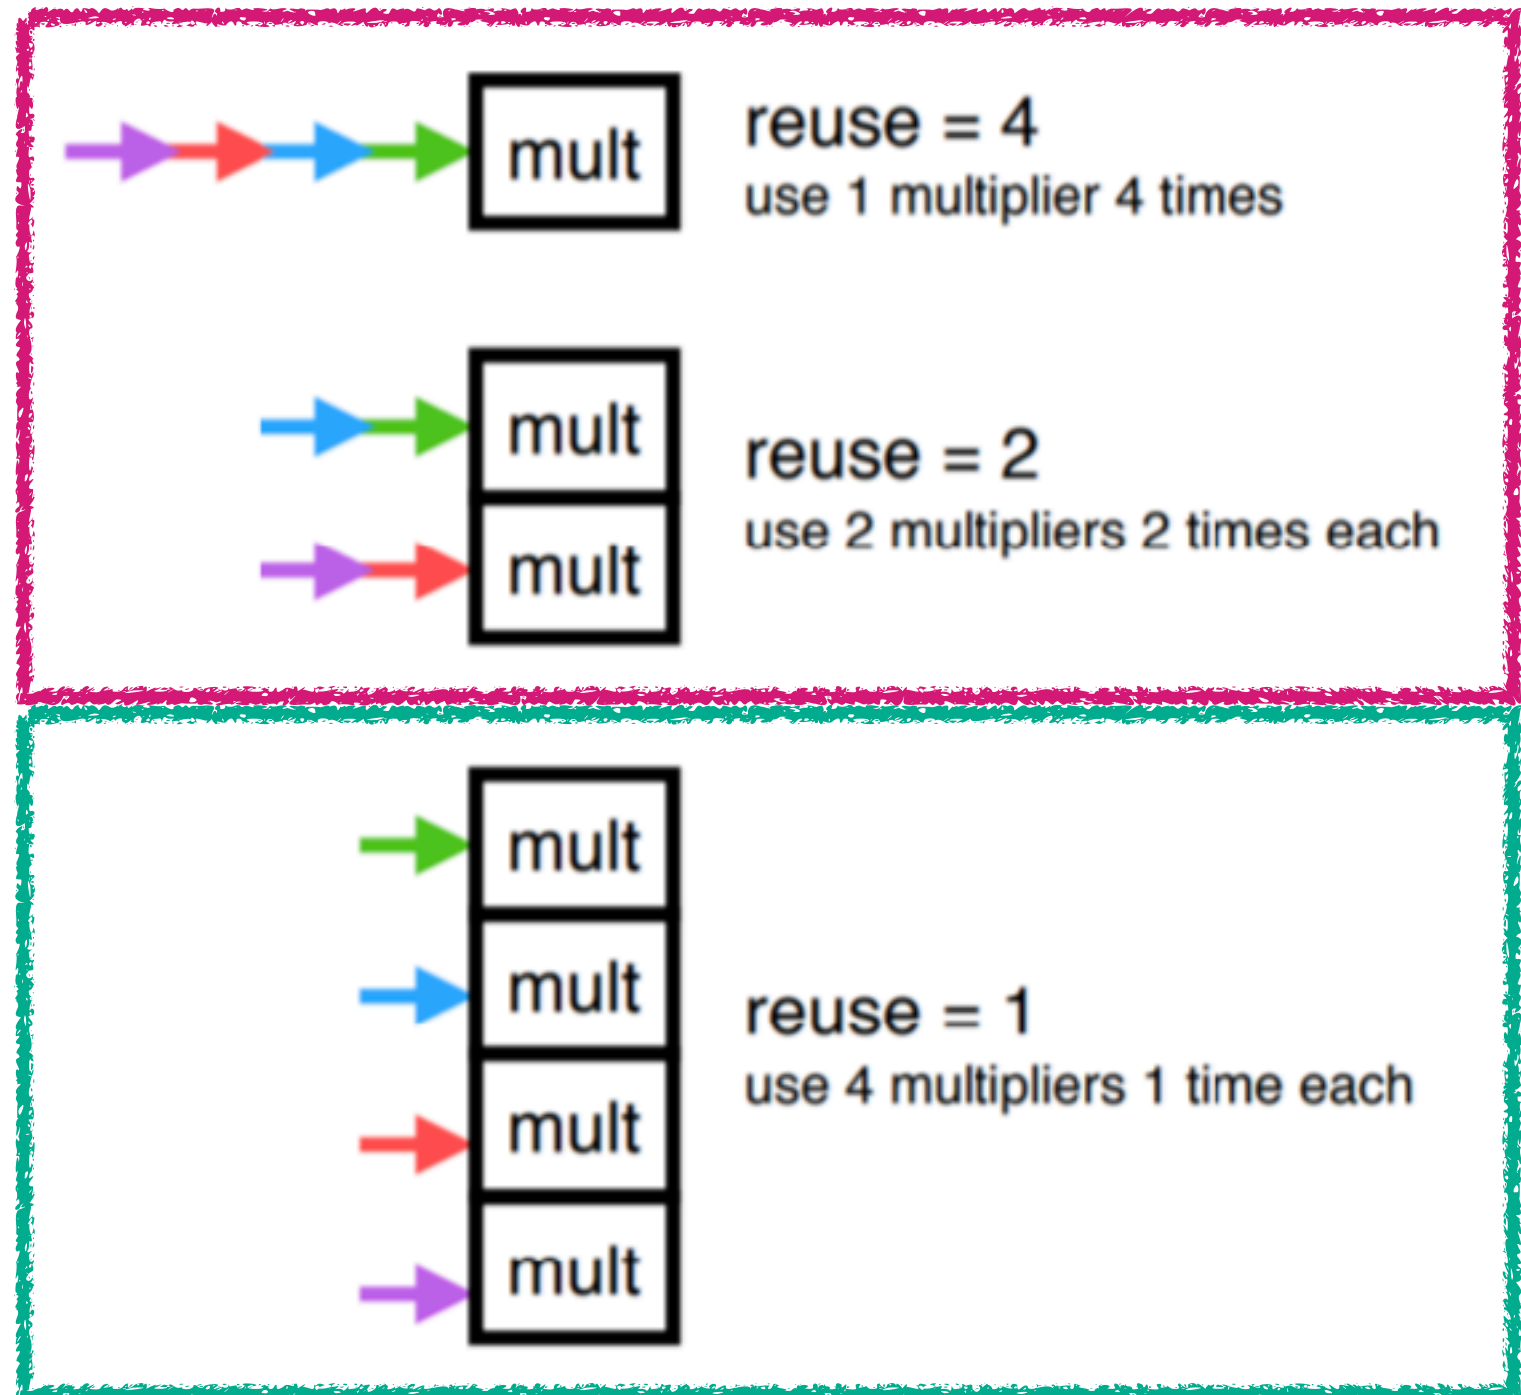 mult
reuse = 4
use 1 multiplier 4 times
mult
mult
reuse = 2
use 2 multipliers 2 times each
mult
mult
mult
mult
reuse = 1
use 4 multipliers 1 time each